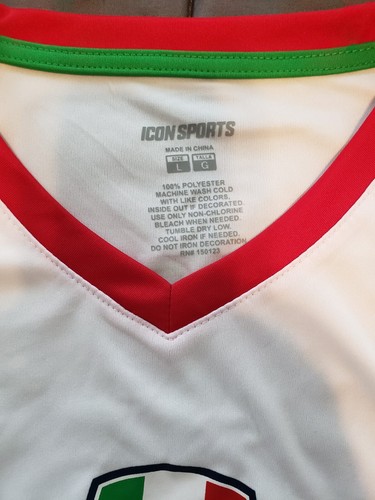 ICON SPORTS
MADE IN CHINA
SIZE TALLA
L G
100% POLYESTER
MACHINE WASH COLD
WITH LIKE COLORS,
INSIDE OUT IF DECORATED.
USE ONLY NON-CHLORINE
BLEACH WHEN NEEDED.
TUMBLE DRY LOW.
COOL IRON IF NEEDED.
DO NOT IRON DECORATION
RN# 150123